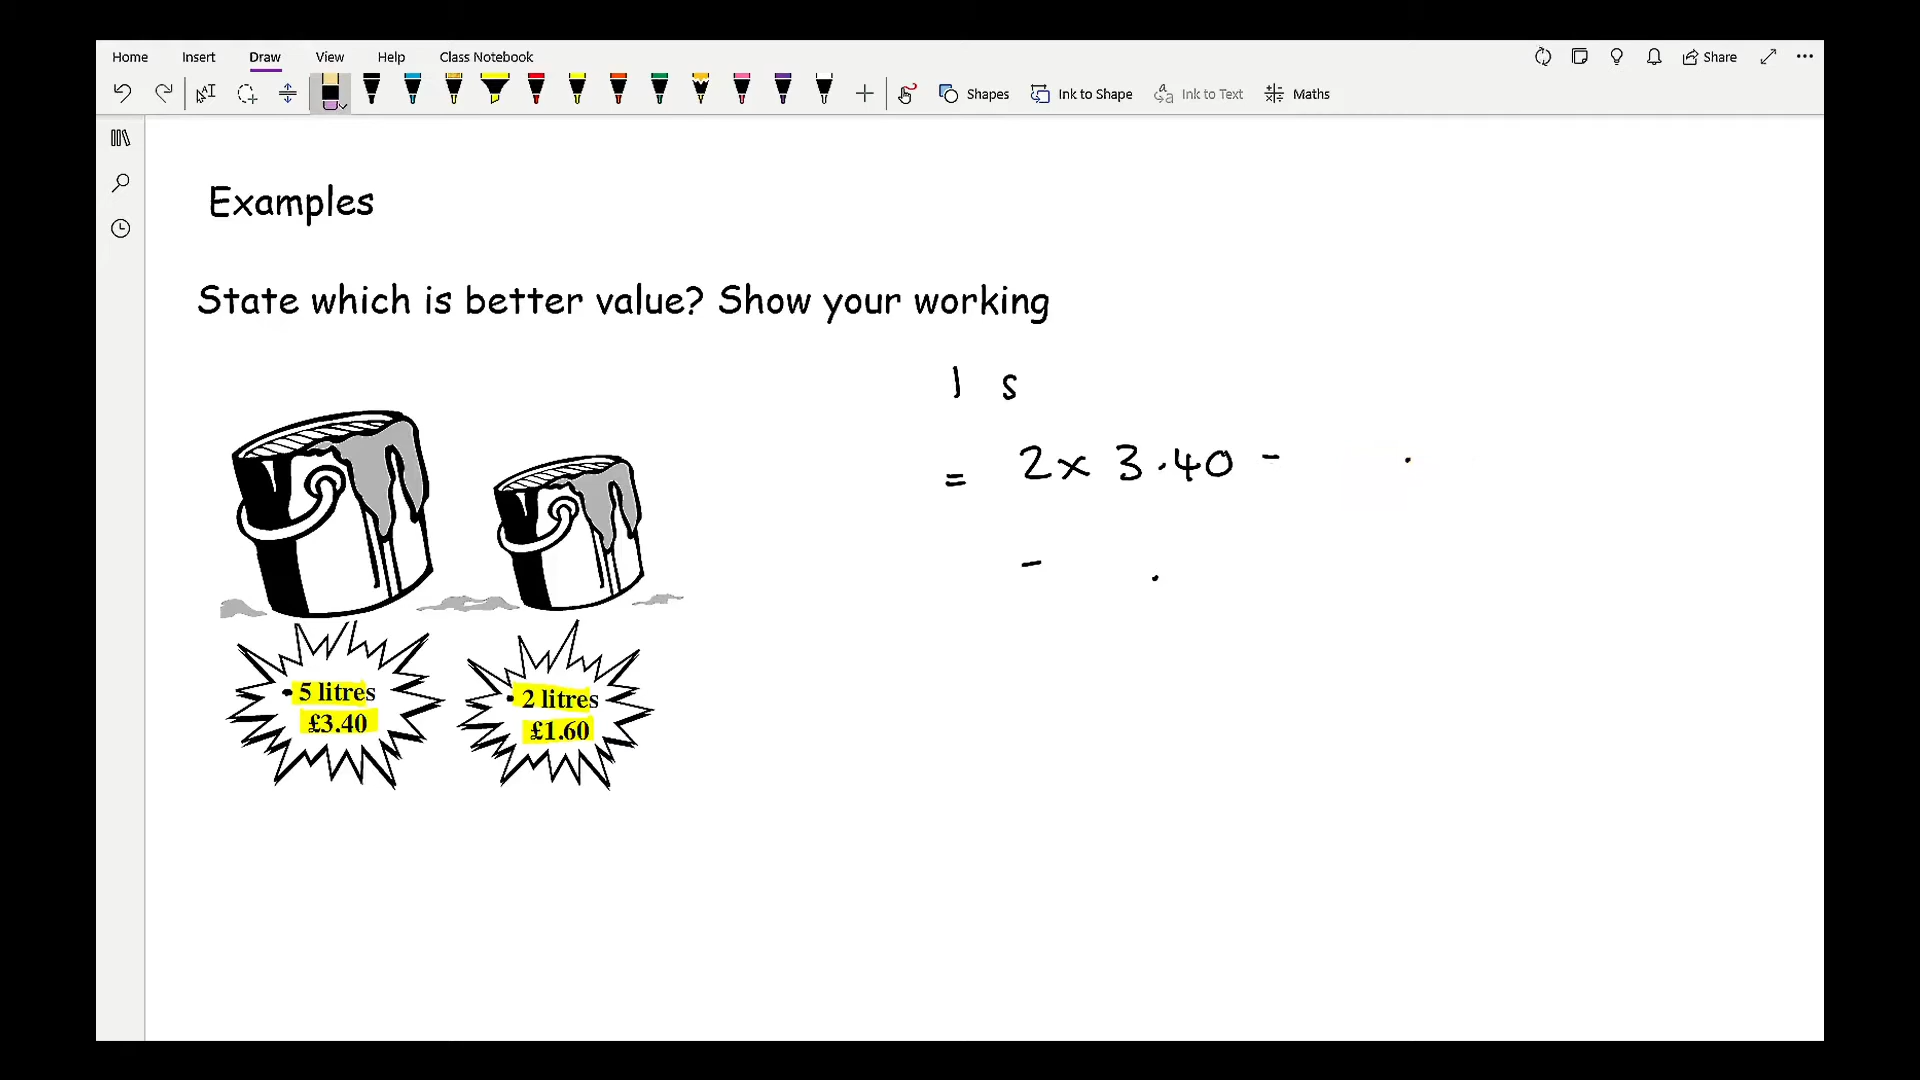 Home Insert Draw View Help Class Notebook Share
Shapes Ink to Shape Ink to Text Maths
Examples
State which is better value? Show your working
1 s
= 2x 3.40 -
- .
• 5 litres
£3.40
• 2 litres
£1.60